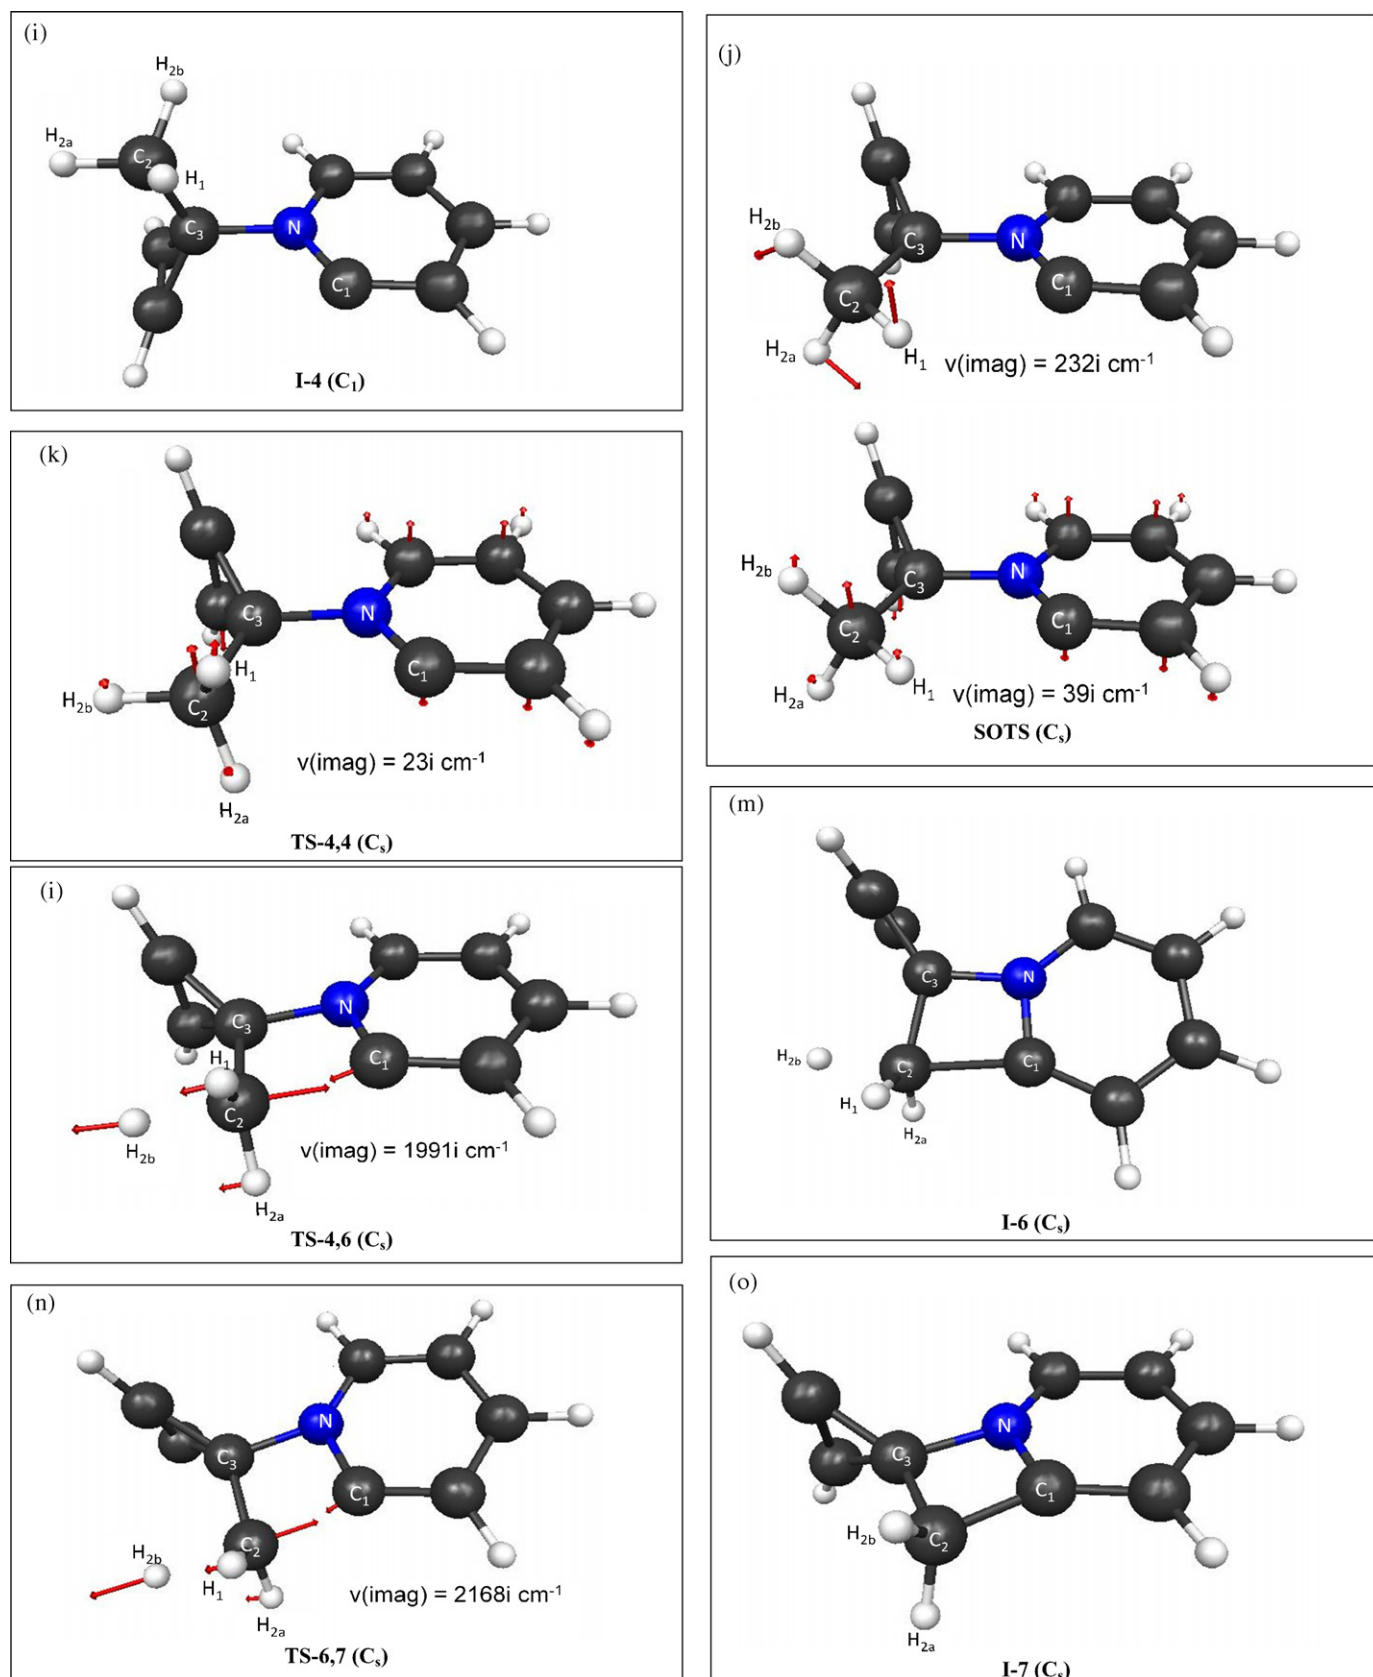 (i)
H2b
H2a
C2
H1
C3
N
C1
I-4 (C1)
(j)
H2b
C3
N
C2
C1
H2a
H1
v(imag) = 232i cm-1
H2b
C3
N
C2
C1
H2a
H1
v(imag) = 39i cm-1
SOTS (Cs)
(k)
C3
N
H1
C1
H2b
C2
v(imag) = 23i cm-1
H2a
TS-4,4 (Cs)
(i)
C3
N
H1
C1
C2
H2b
v(imag) = 1991i cm-1
H2a
TS-4,6 (Cs)
(m)
C3
N
H2b
C2
C1
H1
H2a
I-6 (Cs)
(n)
N
C3
C1
C2
H2b
H1
v(imag) = 2168i cm-1
H2a
TS-6,7 (Cs)
(o)
N
C3
C1
H2b
C2
H2a
I-7 (Cs)